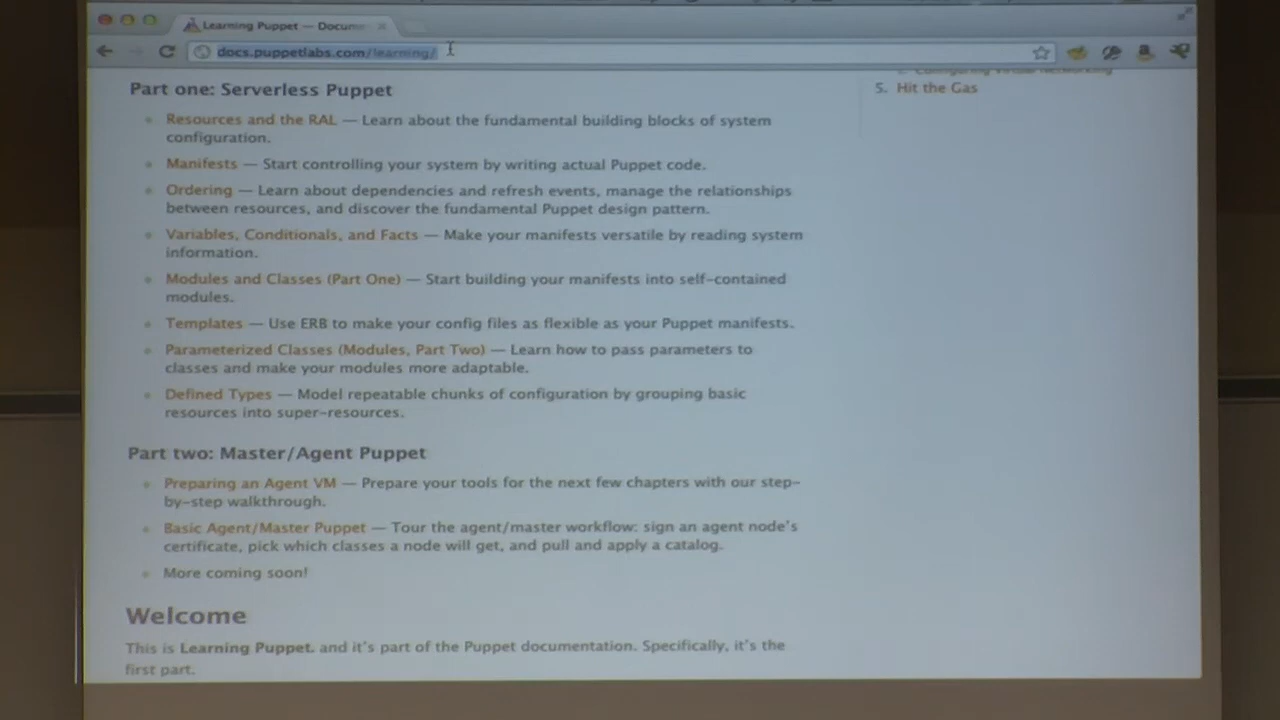 Learning Puppet — Docume
docs.puppetlabs.com/learning/
Part one: Serverless Puppet
5. Hit the Gas
Resources and the RAL — Learn about the fundamental building blocks of system
configuration.
Manifests — Start controlling your system by writing actual Puppet code.
Ordering — Learn about dependencies and refresh events, manage the relationships
between resources, and discover the fundamental Puppet design pattern.
Variables, Conditionals, and Facts — Make your manifests versatile by reading system
information.
Modules and Classes (Part One) — Start building your manifests into self-contained
modules.
Templates — Use ERB to make your config files as flexible as your Puppet manifests.
Parameterized Classes (Modules, Part Two) — Learn how to pass parameters to
classes and make your modules more adaptable.
Defined Types — Model repeatable chunks of configuration by grouping basic
resources into super-resources.
Part two: Master/Agent Puppet
Preparing an Agent VM — Prepare your tools for the next few chapters with our step-
by-step walkthrough.
Basic Agent/Master Puppet — Tour the agent/master workflow: sign an agent node's
certificate, pick which classes a node will get, and pull and apply a catalog.
More coming soon!
Welcome
This is Learning Puppet. and it's part of the Puppet documentation. Specifically, it's the
first part.